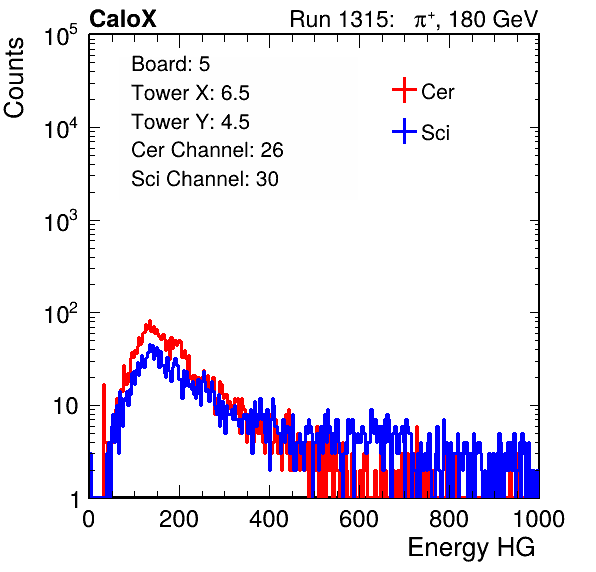 CaloX Run 1315: π⁺, 180 GeV
Counts
10⁵
10⁴
10³
10²
10
1
Board: 5
Tower X: 6.5
Tower Y: 4.5
Cer Channel: 26
Sci Channel: 30
Cer
Sci
0 200 400 600 800 1000
Energy HG